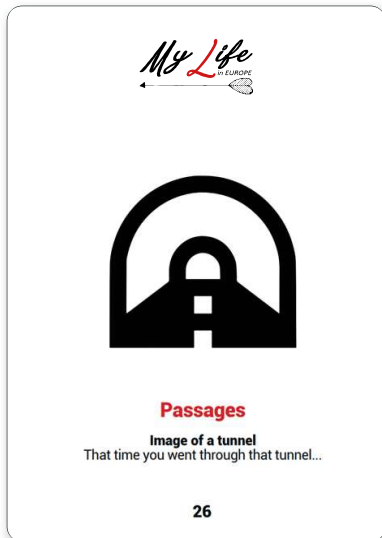 My Life
in EUROPE
Passages
Image of a tunnel
That time you went through that tunnel...
26